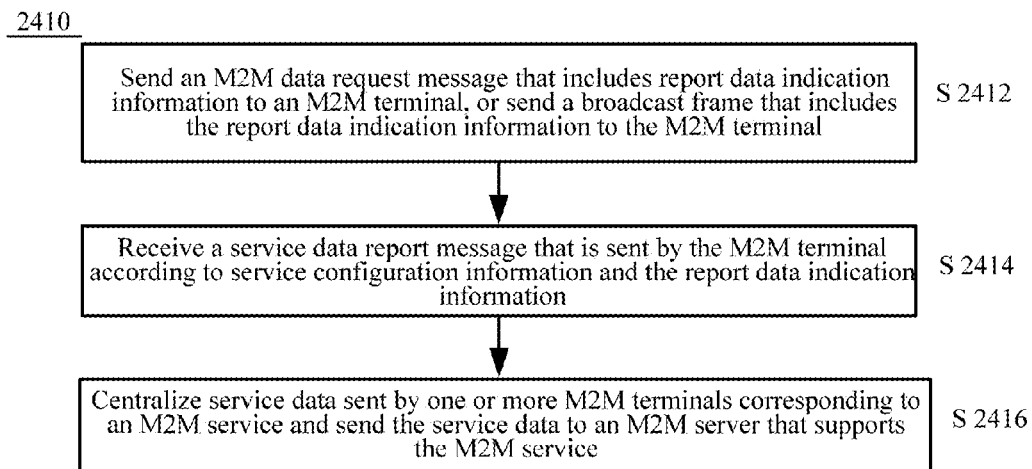 2410
Send an M2M data request message that includes report data indication
information to an M2M terminal, or send a broadcast frame that includes
the report data indication information to the M2M terminal
S 2412
Receive a service data report message that is sent by the M2M terminal
according to service configuration information and the report data indication
information
S 2414
Centralize service data sent by one or more M2M terminals corresponding to
an M2M service and send the service data to an M2M server that supports
the M2M service
S 2416